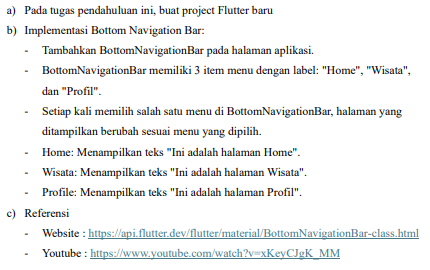 a) Pada tugas pendahuluan ini, buat project Flutter baru
b) Implementasi Bottom Navigation Bar:
- Tambahkan BottomNavigationBar pada halaman aplikasi.
- BottomNavigationBar memiliki 3 item menu dengan label: "Home", "Wisata",
dan "Profil".
- Setiap kali memilih salah satu menu di BottomNavigationBar, halaman yang
ditampilkan berubah sesuai menu yang dipilih.
- Home: Menampilkan teks "Ini adalah halaman Home".
- Wisata: Menampilkan teks "Ini adalah halaman Wisata".
- Profile: Menampilkan teks "Ini adalah halaman Profil".
c) Referensi
- Website : https://api.flutter.dev/flutter/material/BottomNavigationBar-class.html
- Youtube : https://www.youtube.com/watch?v=xKeyCJgK_MM